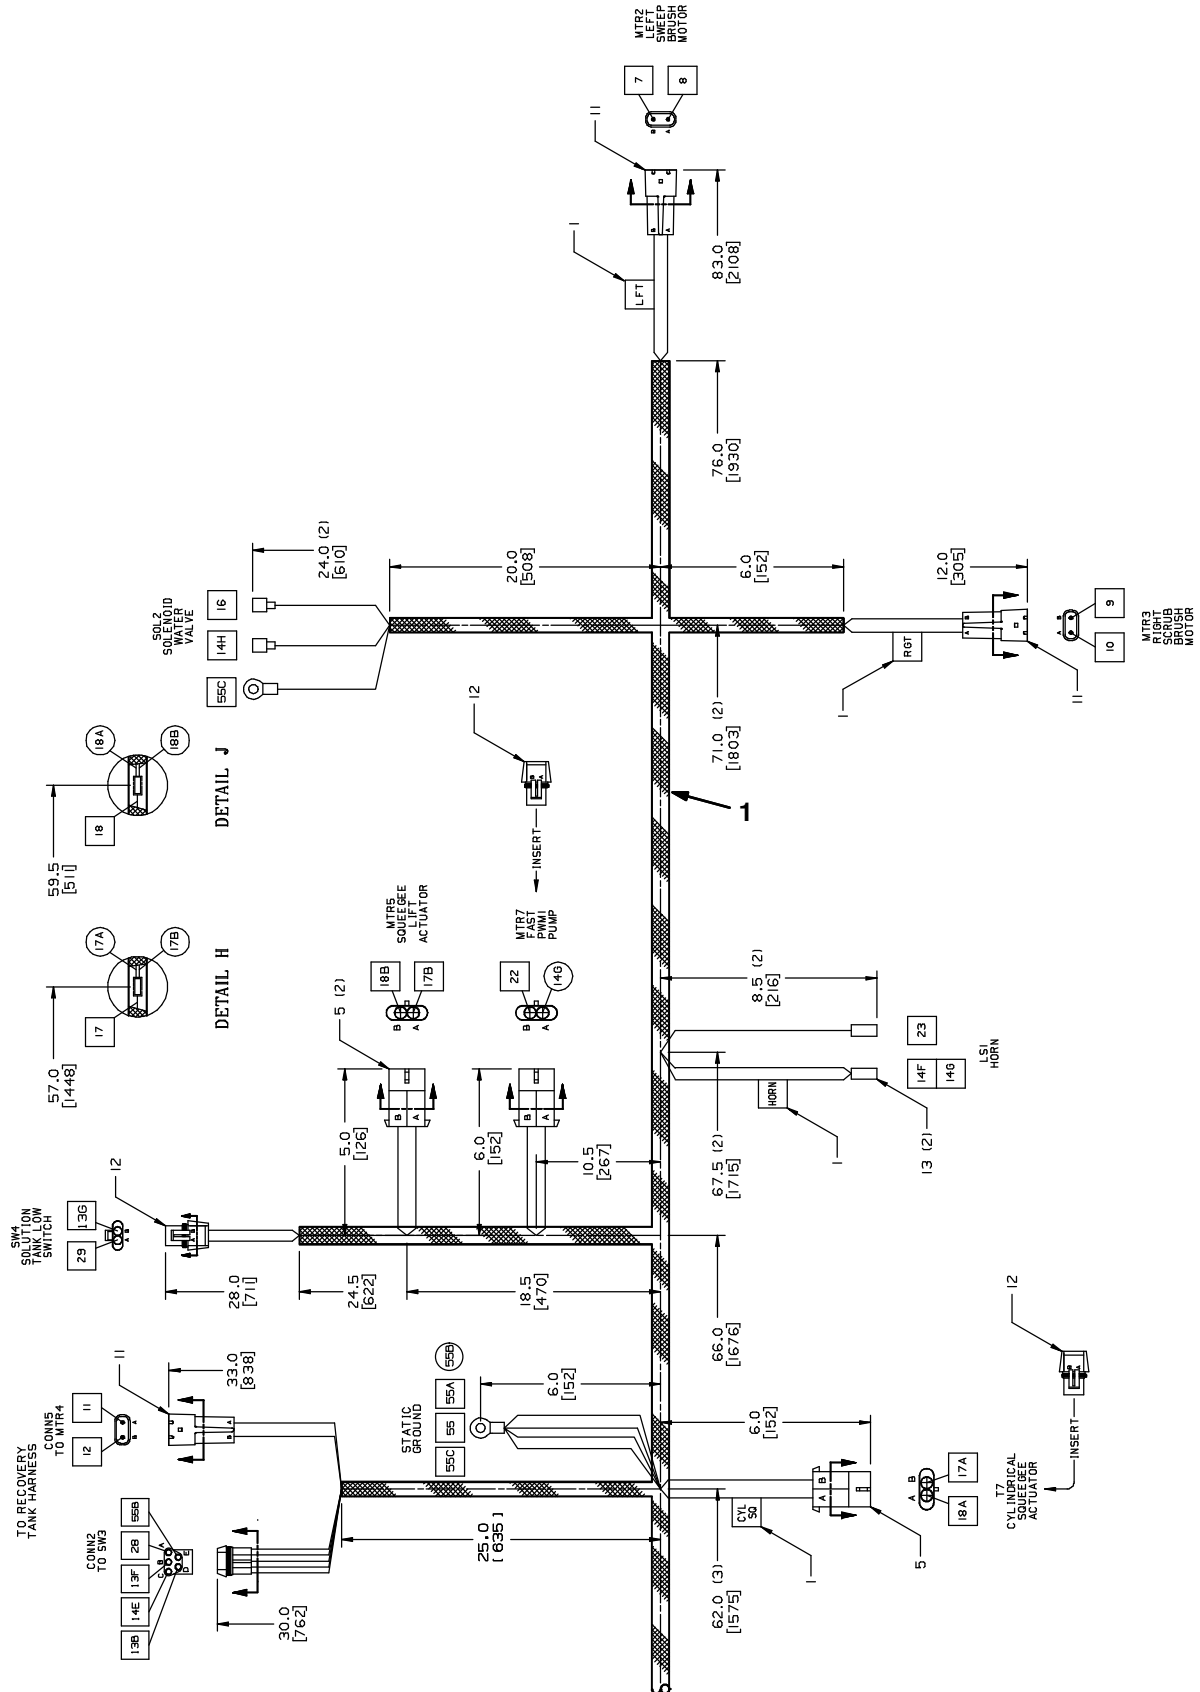 MTR2
LEFT
SWEEP
BRUSH
MOTOR
7
8
B
A
11
B
A
1
LFT
83.0
[2108]
76.0
[1930]
24.0 (2)
[610]
SOL2
SOLENOID
WATER
VALVE
16
14H
55C
20.0
[508]
6.0
[152]
12.0
[305]
71.0 (2)
[1803]
RGT
1
B
A
11
A
B
9
10
MTR3
RIGHT
SCRUB
BRUSH
MOTOR
59.5
[511]
18
18A
18B
DETAIL J
57.0
[1448]
17
17A
17B
DETAIL H
12
B
A
INSERT
1
MTR5
SQUEEGEE
LIFT
ACTUATOR
18B
17B
B
A
5 (2)
MTR7
FAST
PWM1
PUMP
22
14G
B
A
5.0
[126]
B
A
6.0
[152]
B
A
10.5
[267]
8.5 (2)
[216]
23
14F
14G
LS1
HORN
HORN
1
13 (2)
67.5 (2)
[1715]
SW4
SOLUTION
TANK LOW
SWITCH
13G
29
A
B
12
A
B
28.0
[711]
24.5
[622]
18.5
[470]
66.0
[1676]
TO RECOVERY
TANK HARNESS
CONN5
TO MTR4
11
12
A
B
11
A
B
33.0
[838]
CONN2
TO SW3
55B
28
13F
14E
13B
A
B
C
D
E
30.0
[762]
25.0
[635]
STATIC
GROUND
55B
55A
55
55C
6.0
[152]
6.0
[152]
62.0 (3)
[1575]
CYL
SQ
1
B
A
5
B
A
17A
18A
T7
CYLINDRICAL
SQUEEGEE
ACTUATOR
INSERT
12
B
A